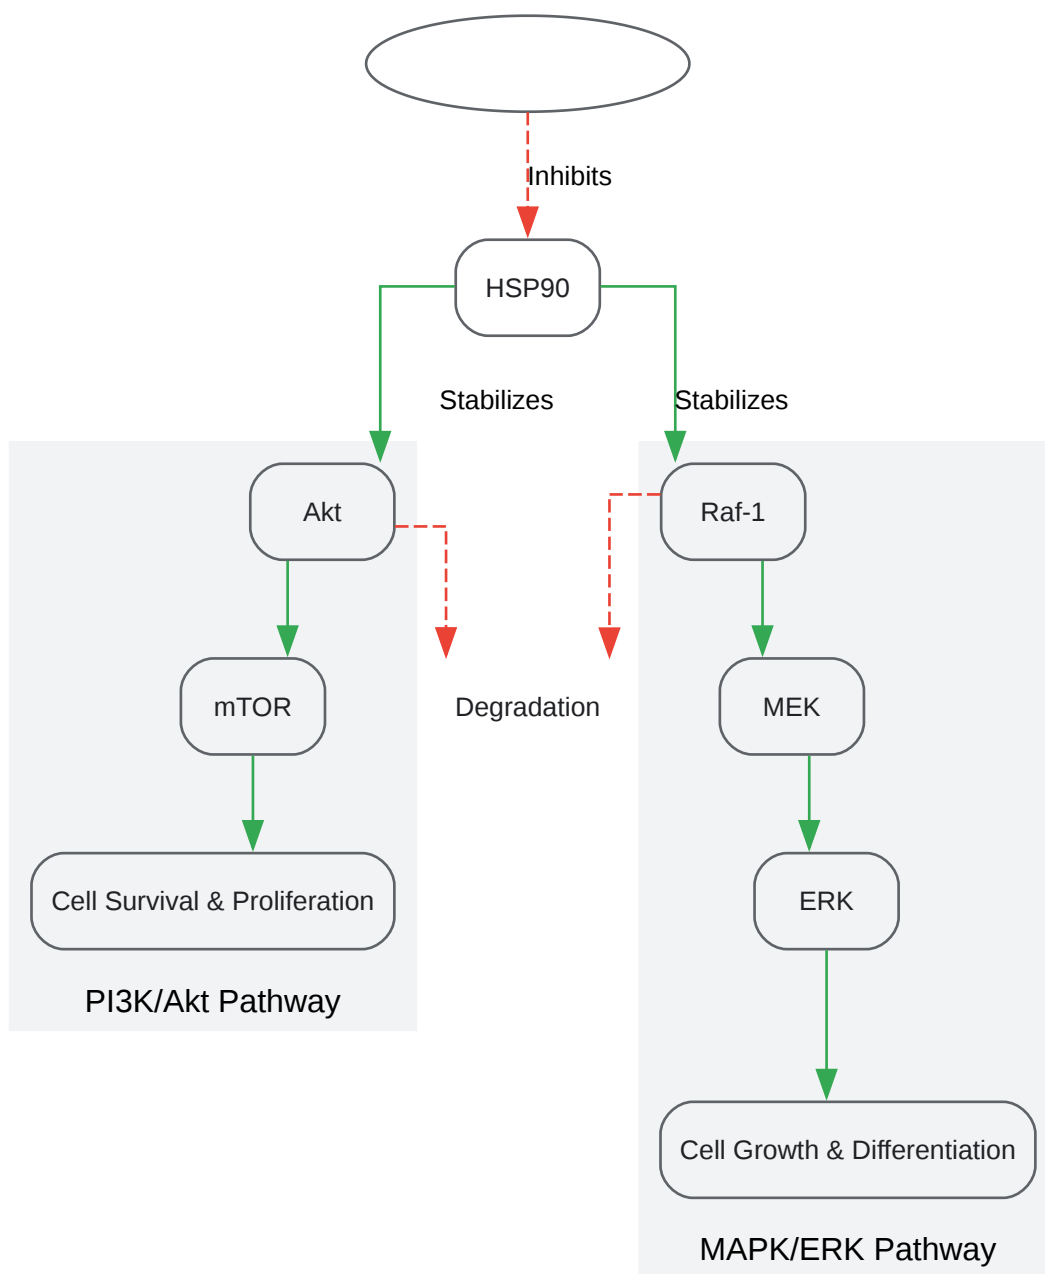 Inhibits
HSP90
Stabilizes
Stabilizes
Akt
Raf-1
mTOR
Degradation
MEK
Cell Survival & Proliferation
ERK
PI3K/Akt Pathway
Cell Growth & Differentiation
MAPK/ERK Pathway